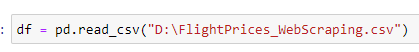 : df = pd.read_csv("D:\FlightPrices_WebScraping.csv")